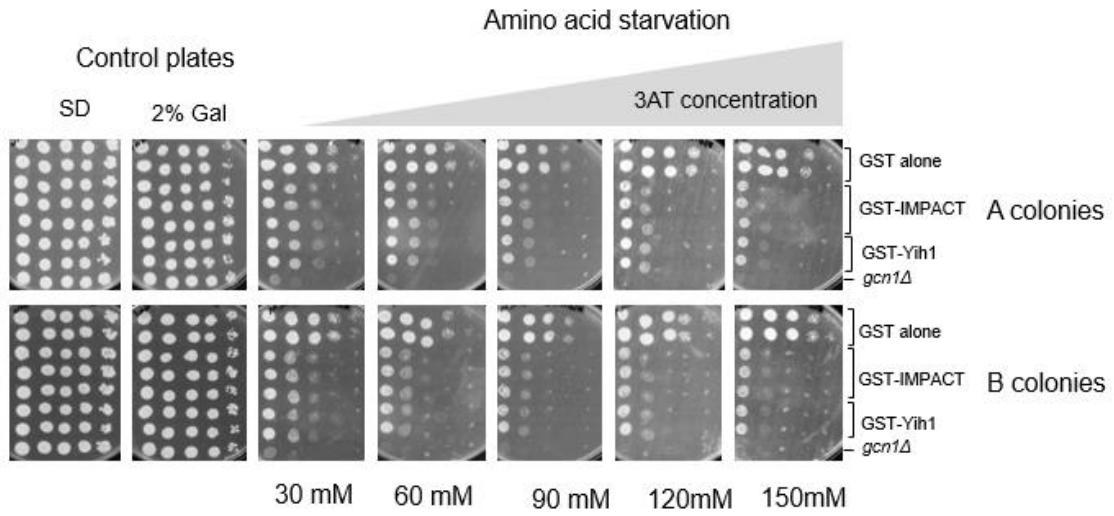 Amino acid starvation
Control plates
SD
2% Gal
3AT concentration
GST alone
GST-IMPACT
A colonies
GST-Yih1
gcn1Δ
GST alone
GST-IMPACT
B colonies
GST-Yih1
gcn1Δ
30 mM
60 mM
90 mM
120mM
150mM